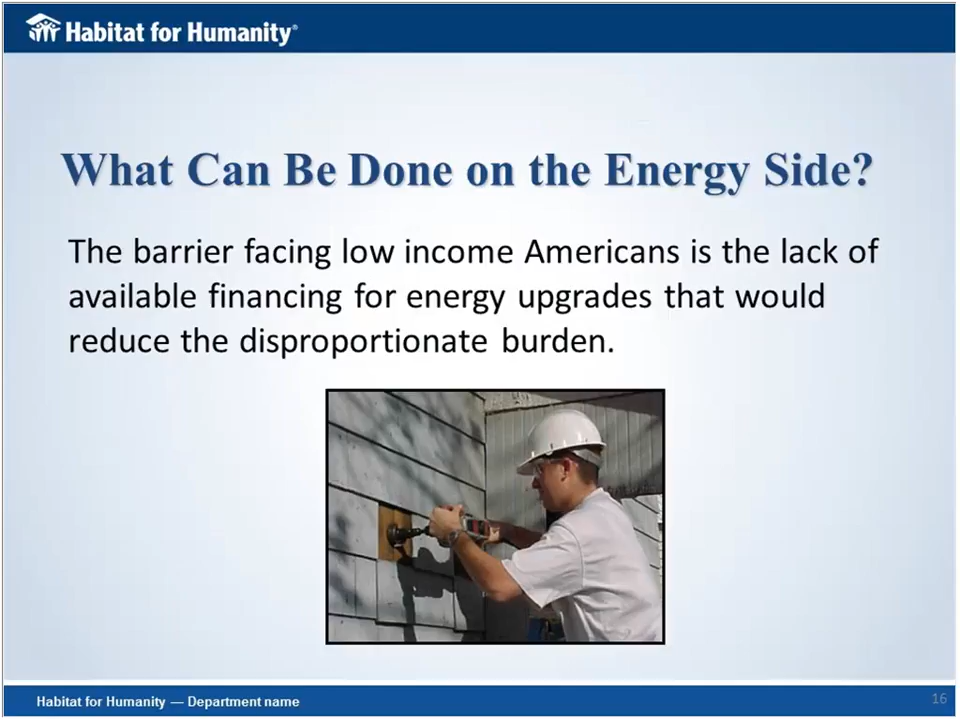 Habitat for Humanity®
What Can Be Done on the Energy Side?
The barrier facing low income Americans is the lack of
available financing for energy upgrades that would
reduce the disproportionate burden.
Habitat for Humanity — Department name
16